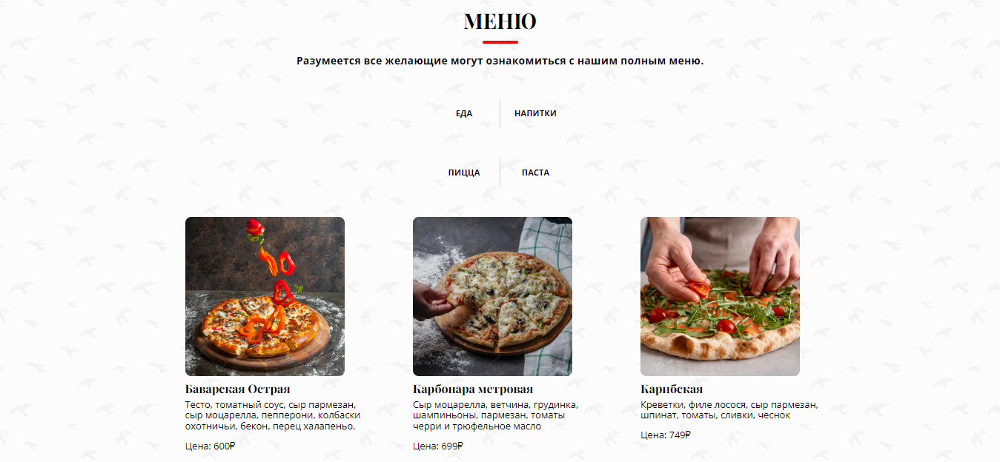 МЕНЮ
Разумеется все желающие могут ознакомиться с нашим полным меню.
ЕДА
НАПИТКИ
ПИЦЦА
ПАСТА
Баварская Острая
Тесто, томатный соус, сыр пармезан,
сыр моцарелла, пепперони, колбаски
охотничьи, бекон, перец халапеньо.
Цена: 600₽
Карбонара метровая
Сыр моцарелла, ветчина, грудинка,
шампиньоны, пармезан, томаты
черри и трюфельное масло
Цена: 699₽
Карибская
Креветки, филе лосося, сыр пармезан,
шпинат, томаты, сливки, чеснок
Цена: 749₽